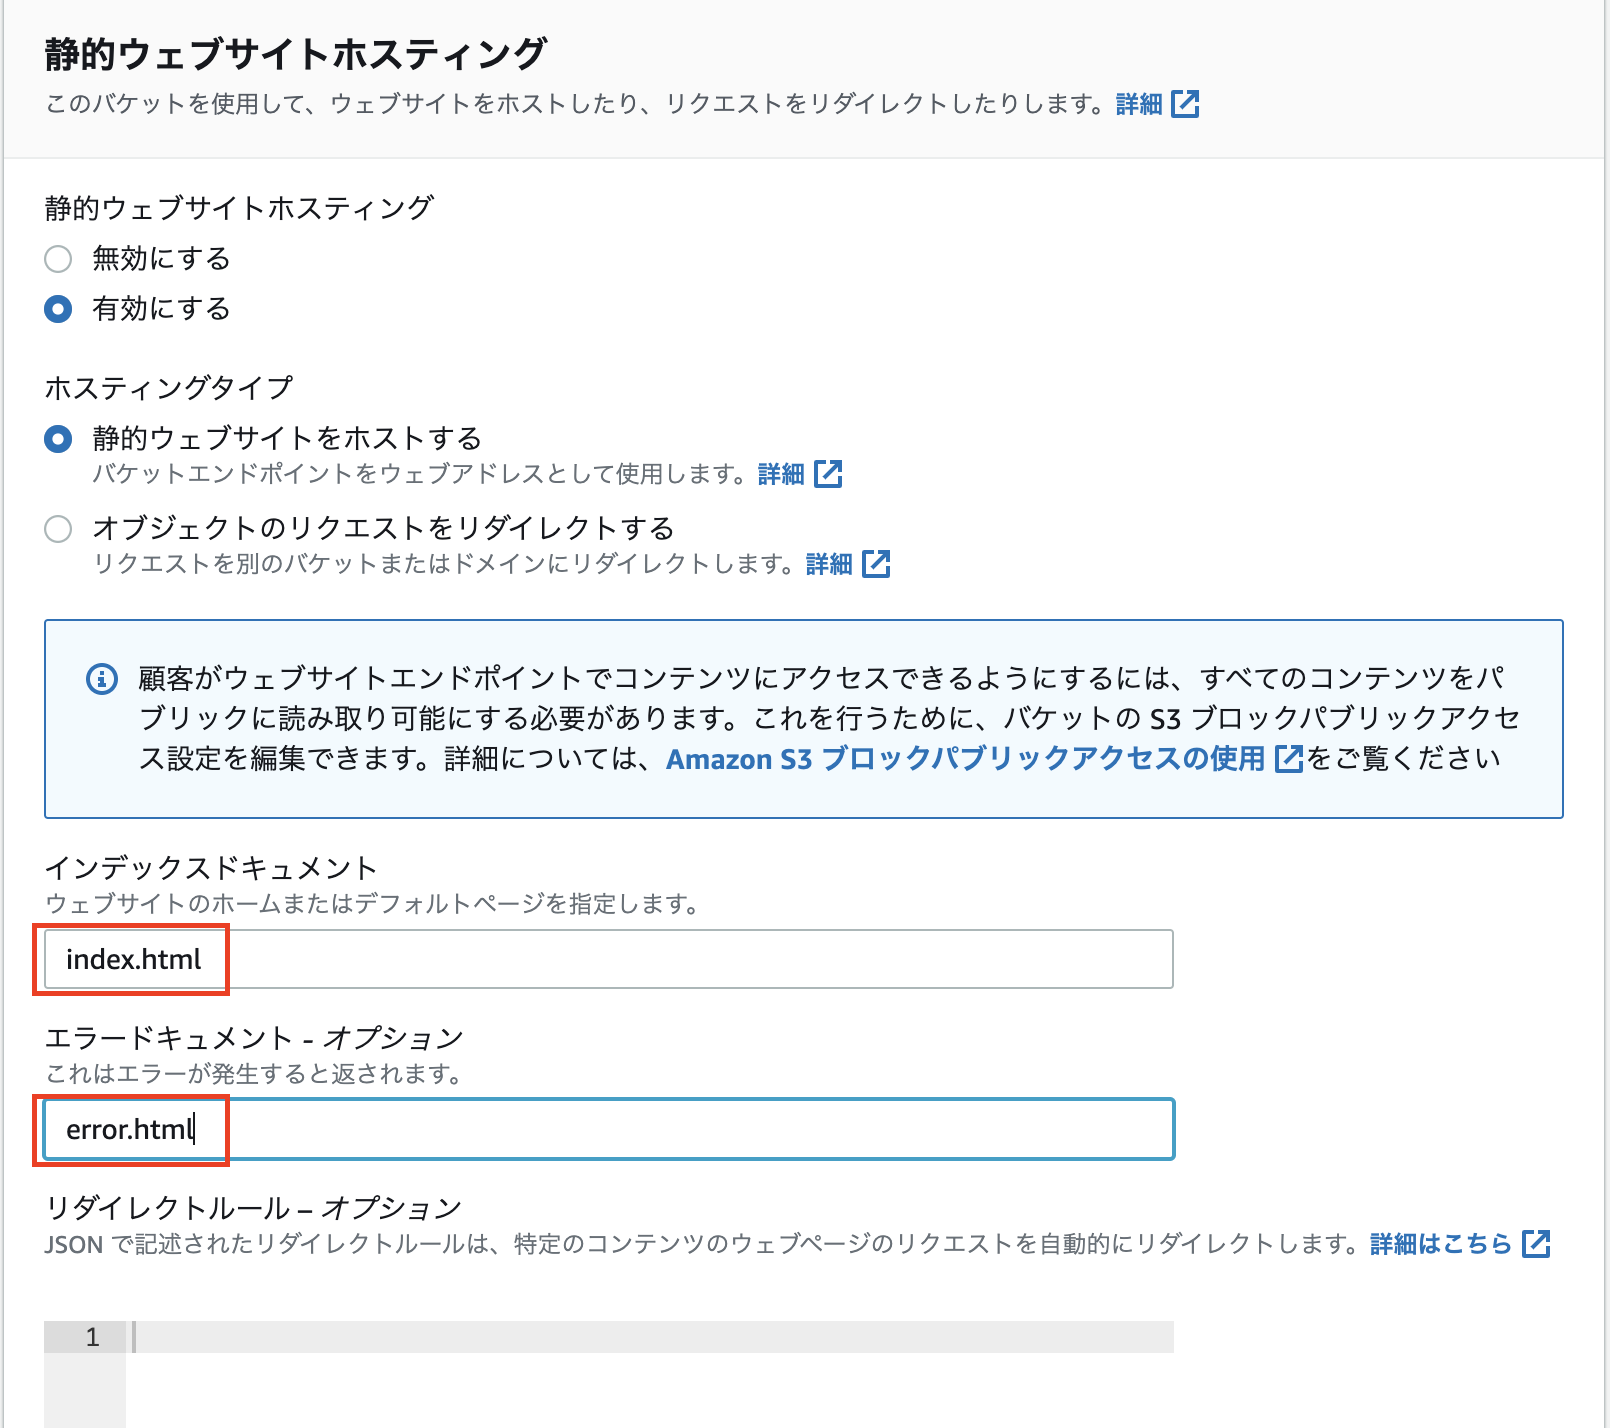 静的ウェブサイトホスティング
このバケットを使用して、ウェブサイトをホストしたり、リクエストをリダイレクトしたりします。詳細
静的ウェブサイトホスティング
無効にする
有効にする
ホスティングタイプ
静的ウェブサイトをホストする
バケットエンドポイントをウェブアドレスとして使用します。詳細
オブジェクトのリクエストをリダイレクトする
リクエストを別のバケットまたはドメインにリダイレクトします。詳細
顧客がウェブサイトエンドポイントでコンテンツにアクセスできるようにするには、すべてのコンテンツをパ
ブリックに読み取り可能にする必要があります。これを行うために、バケットの S3 ブロックパブリックアクセ
ス設定を編集できます。詳細については、Amazon S3 ブロックパブリックアクセスの使用をご覧ください
インデックスドキュメント
ウェブサイトのホームまたはデフォルトページを指定します。
index.html
エラードキュメント - オプション
これはエラーが発生すると返されます。
error.html
リダイレクトルール – オプション
JSON で記述されたリダイレクトルールは、特定のコンテンツのウェブページのリクエストを自動的にリダイレクトします。詳細はこちら
1